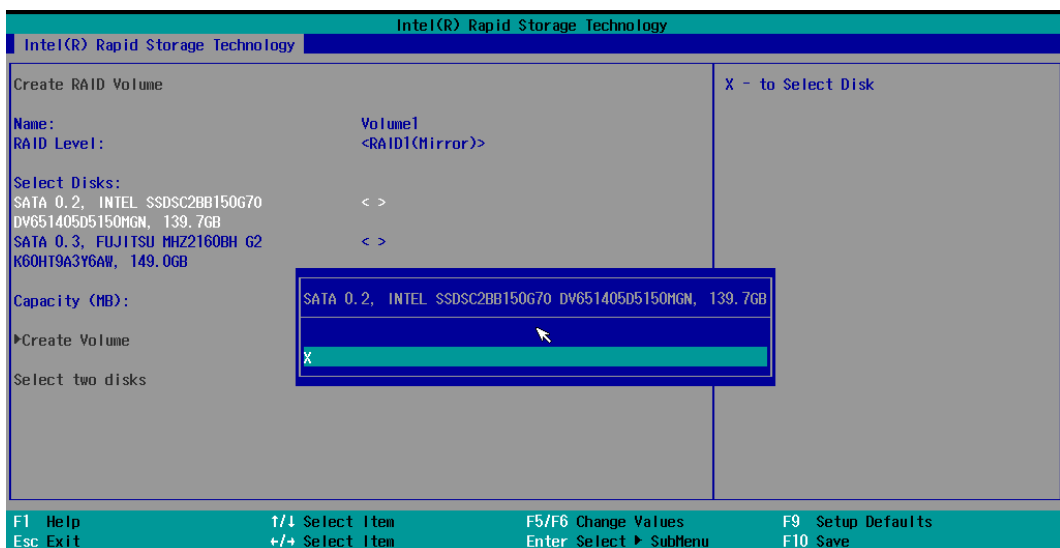 Intel(R) Rapid Storage Technology
Intel(R) Rapid Storage Technology
Create RAID Volume
X - to Select Disk
Name: Volume1
RAID Level: <RAID1(Mirror)>
Select Disks:
SATA 0.2, INTEL SSDSC2BB150G70 < >
DV651405D5150MGN, 139.7GB
SATA 0.3, FUJITSU MHZ2160BH G2 < >
K60HT9A3Y6AW, 149.0GB
SATA 0.2, INTEL SSDSC2BB150G70 DV651405D5150MGN, 139.7GB
X
Capacity (MB):
▶Create Volume
Select two disks
F1 Help ↑/↓ Select Item F5/F6 Change Values F9 Setup Defaults
Esc Exit ←/→ Select Item Enter Select ▶ SubMenu F10 Save